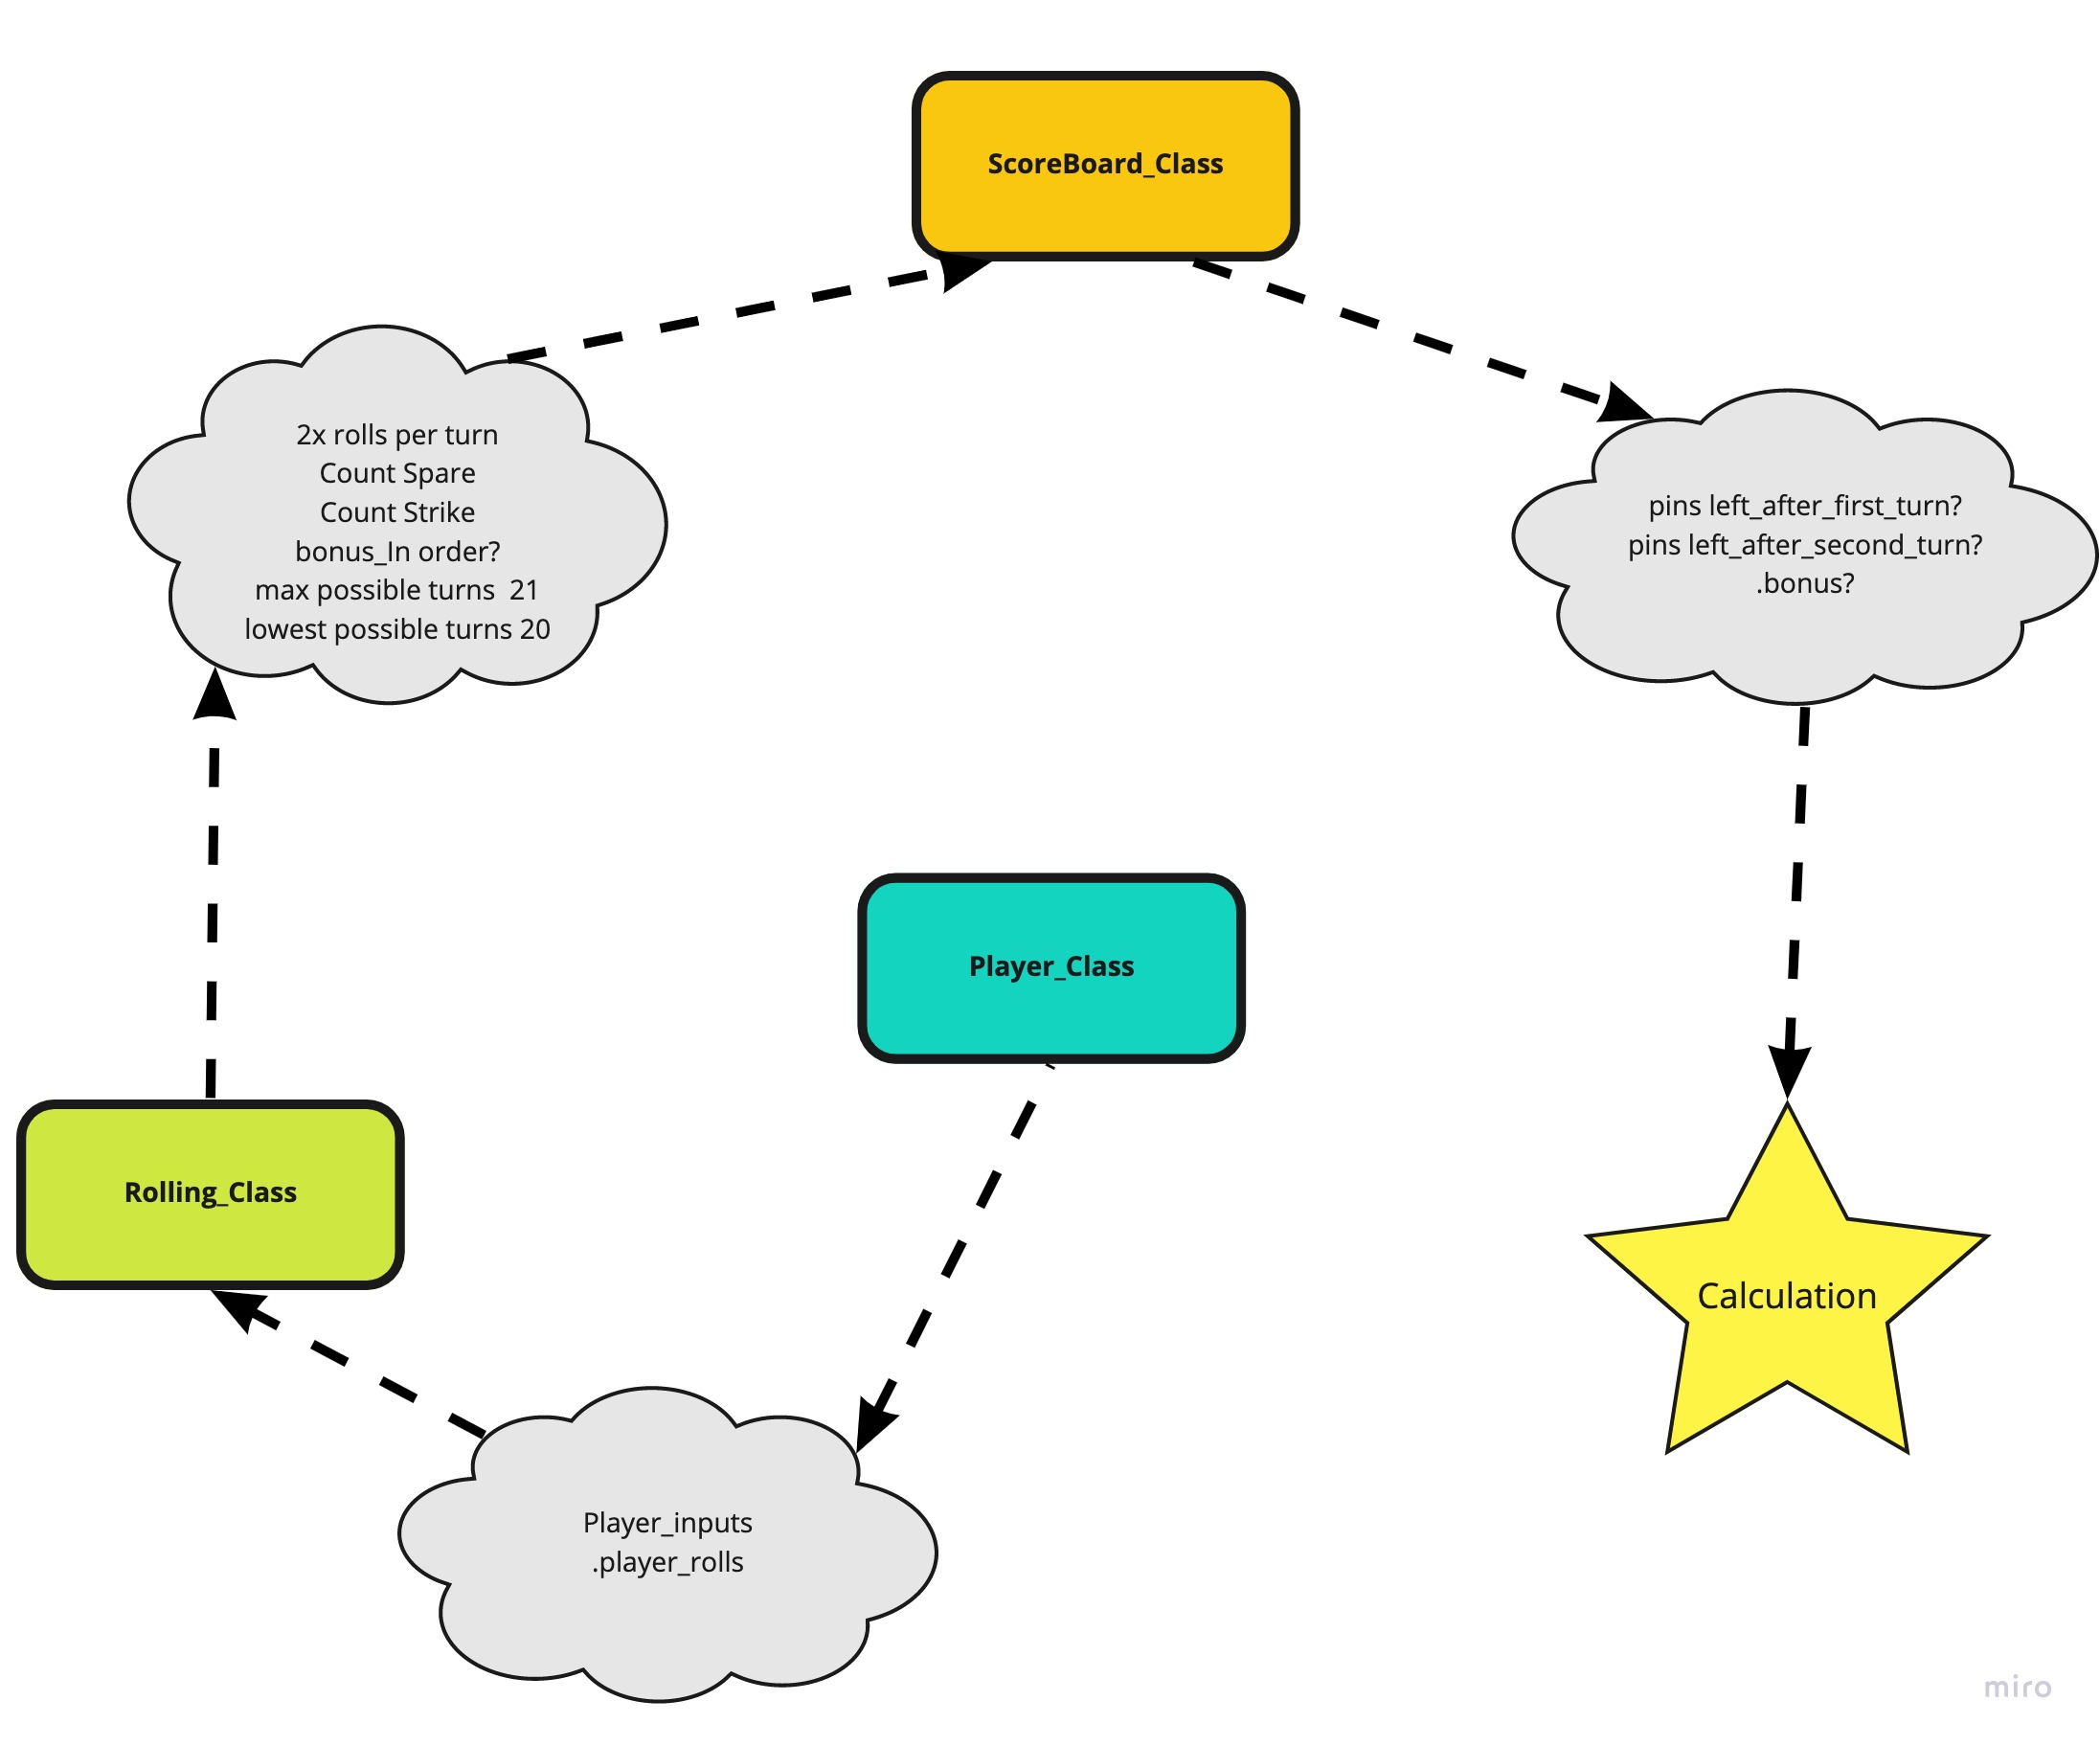 ScoreBoard_Class
2x rolls per turn
Count Spare
Count Strike
bonus_In order?
max possible turns  21
lowest possible turns 20
pins left_after_first_turn?
pins left_after_second_turn?
.bonus?
Player_Class
Rolling_Class
Calculation
Player_inputs
.player_rolls
miro